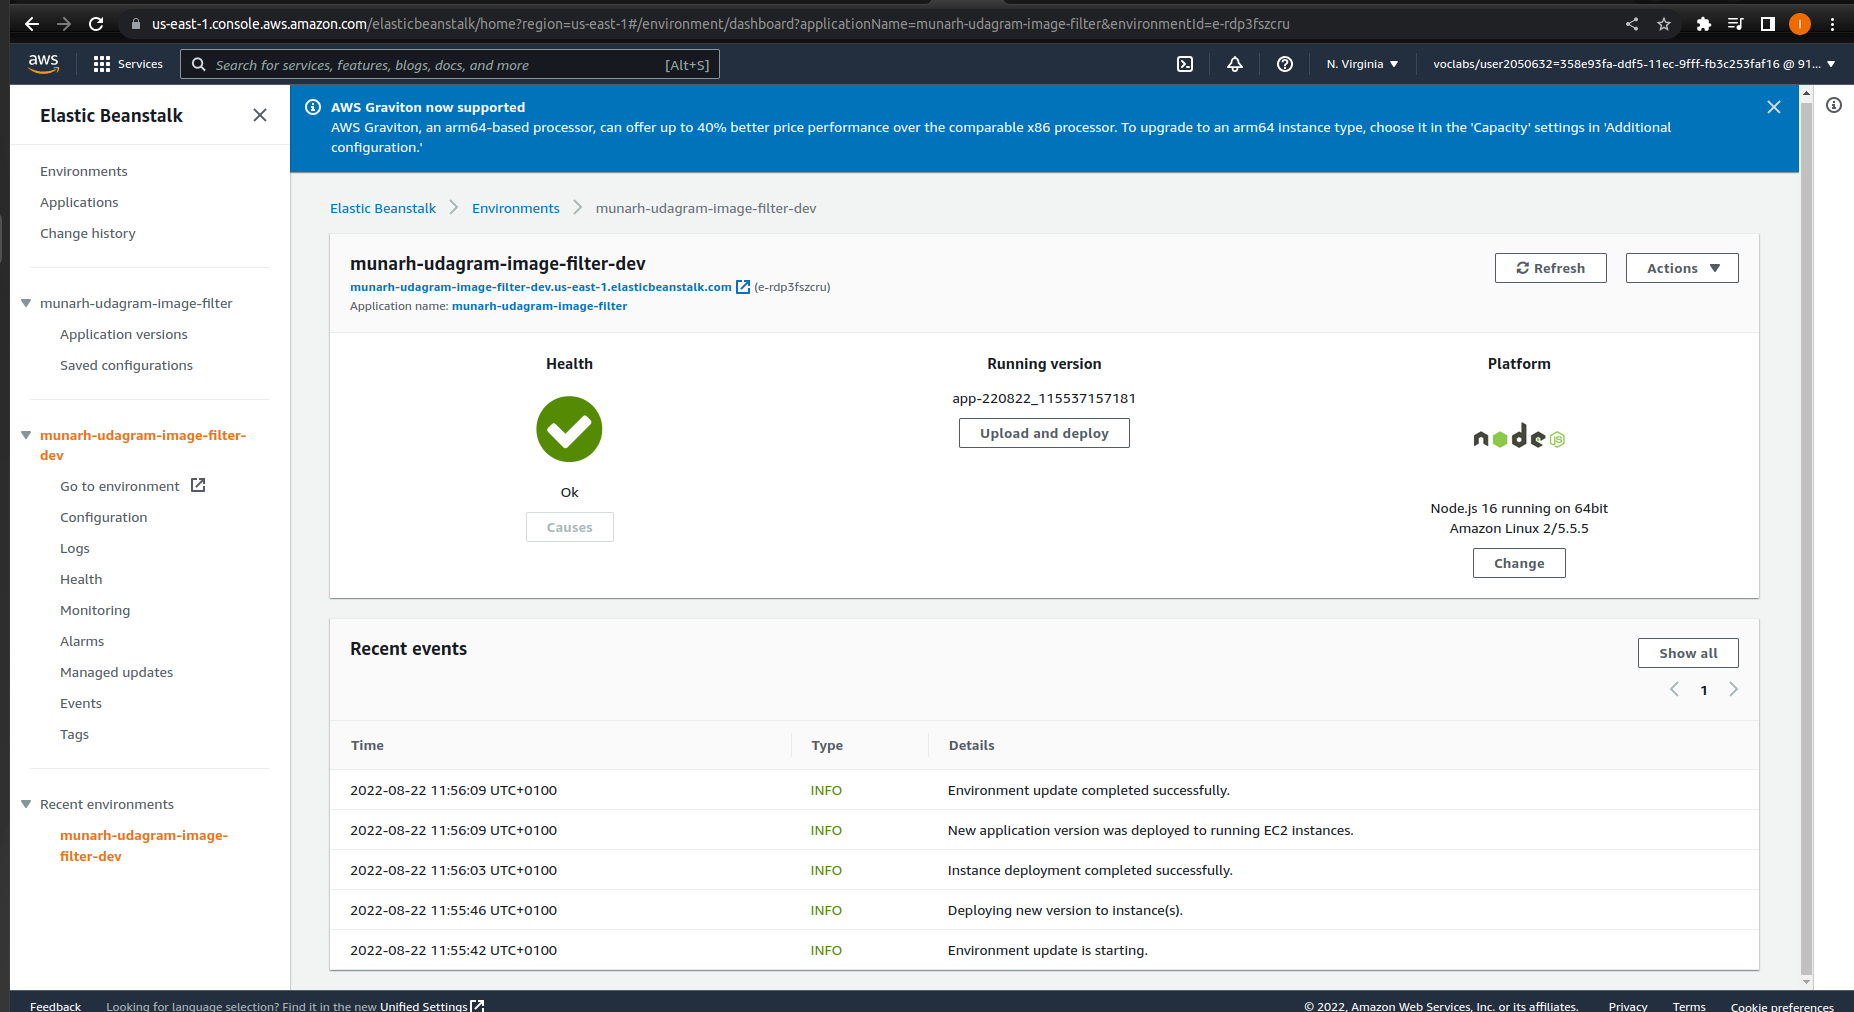 us-east-1.console.aws.amazon.com/elasticbeanstalk/home?region=us-east-1#/environment/dashboard?applicationName=munarh-udagram-image-filter&environmentId=e-rdp3fszcru
I
aws
Services
Search for services, features, blogs, docs, and more
[Alt+S]
N. Virginia
voclabs/user2050632=358e93fa-ddf5-11ec-9fff-fb3c253faf16 @ 91...
Elastic Beanstalk
Environments
Applications
Change history
munarh-udagram-image-filter
Application versions
Saved configurations
munarh-udagram-image-filter-
dev
Go to environment
Configuration
Logs
Health
Monitoring
Alarms
Managed updates
Events
Tags
Recent environments
munarh-udagram-image-
filter-dev
AWS Graviton now supported
AWS Graviton, an arm64-based processor, can offer up to 40% better price performance over the comparable x86 processor. To upgrade to an arm64 instance type, choose it in the 'Capacity' settings in 'Additional
configuration.'
Elastic Beanstalk > Environments > munarh-udagram-image-filter-dev
munarh-udagram-image-filter-dev
munarh-udagram-image-filter-dev.us-east-1.elasticbeanstalk.com (e-rdp3fszcru)
Application name: munarh-udagram-image-filter
Refresh
Actions
Health
Ok
Causes
Running version
app-220822_115537157181
Upload and deploy
Platform
node JS
Node.js 16 running on 64bit
Amazon Linux 2/5.5.5
Change
Recent events
Show all
1
Time Type Details
2022-08-22 11:56:09 UTC+0100 INFO Environment update completed successfully.
2022-08-22 11:56:09 UTC+0100 INFO New application version was deployed to running EC2 instances.
2022-08-22 11:56:03 UTC+0100 INFO Instance deployment completed successfully.
2022-08-22 11:55:46 UTC+0100 INFO Deploying new version to instance(s).
2022-08-22 11:55:42 UTC+0100 INFO Environment update is starting.
Feedback Looking for language selection? Find it in the new Unified Settings
© 2022, Amazon Web Services, Inc. or its affiliates. Privacy Terms Cookie preferences